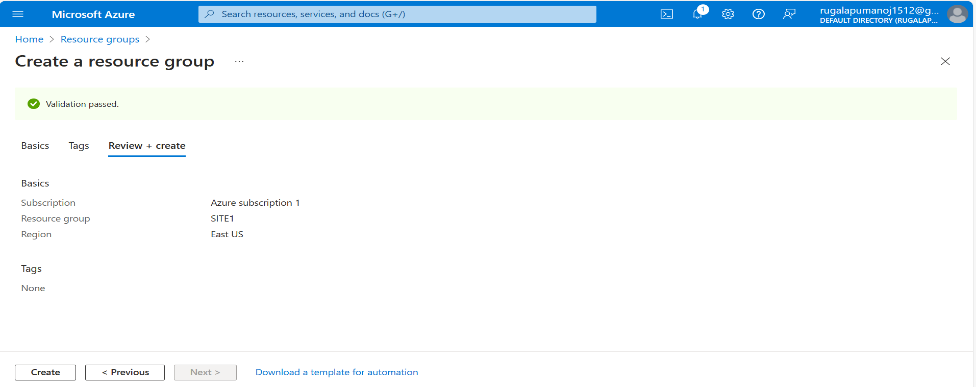 Microsoft Azure
Search resources, services, and docs (G+/)
1
rugalapumanoj1512@g...
DEFAULT DIRECTORY (RUGALAP...
Home > Resource groups >
Create a resource group ...
Validation passed.
Basics Tags Review + create
Basics
Subscription Azure subscription 1
Resource group SITE1
Region East US
Tags
None
Create < Previous Next > Download a template for automation